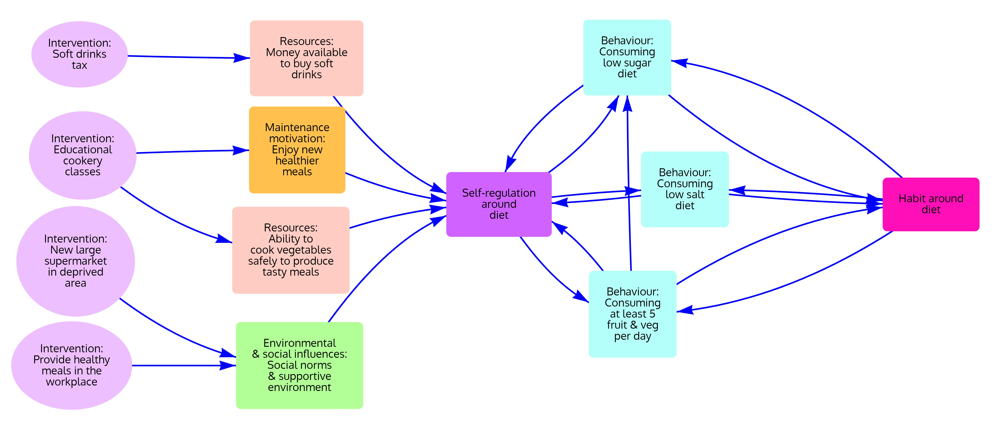 Intervention:
Soft drinks
tax
Resources:
Money available
to buy soft
drinks
Behaviour:
Consuming
low sugar
diet
Intervention:
Educational
cookery
classes
Maintenance
motivation:
Enjoy new
healthier
meals
Behaviour:
Consuming
low salt
diet
Self-regulation
around
diet
Habit around
diet
Intervention:
New large
supermarket
in deprived
area
Resources:
Ability to
cook vegetables
safely to produce
tasty meals
Behaviour:
Consuming
at least 5
fruit & veg
per day
Intervention:
Provide healthy
meals in the
workplace
Environmental
& social influences:
Social norms
& supportive
environment